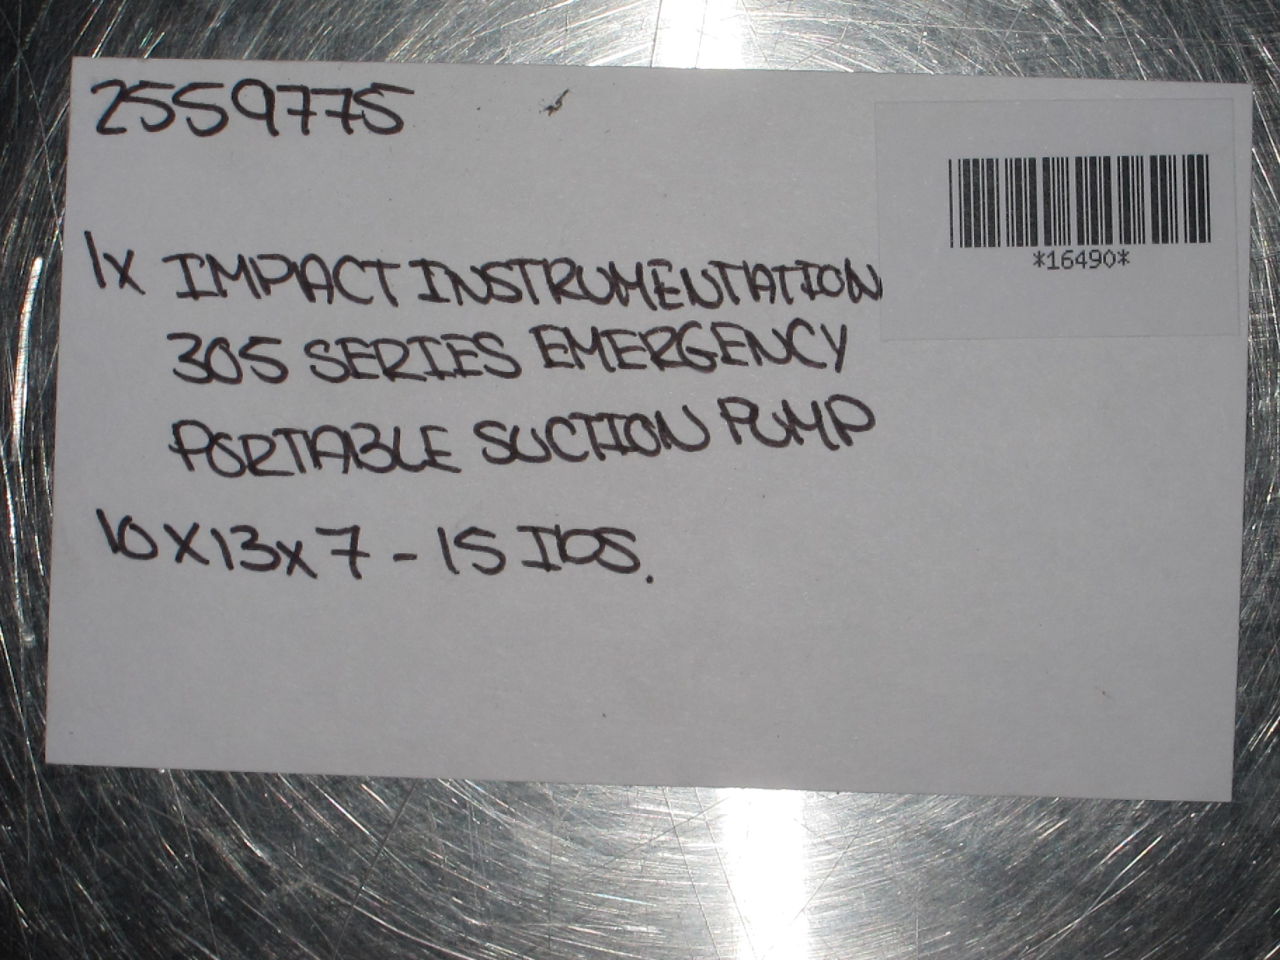 2559775
*16490*
1x IMPACT INSTRUMENTATION
305 SERIES EMERGENCY
PORTABLE SUCTION PUMP
10x13x7 - 15 lbs.